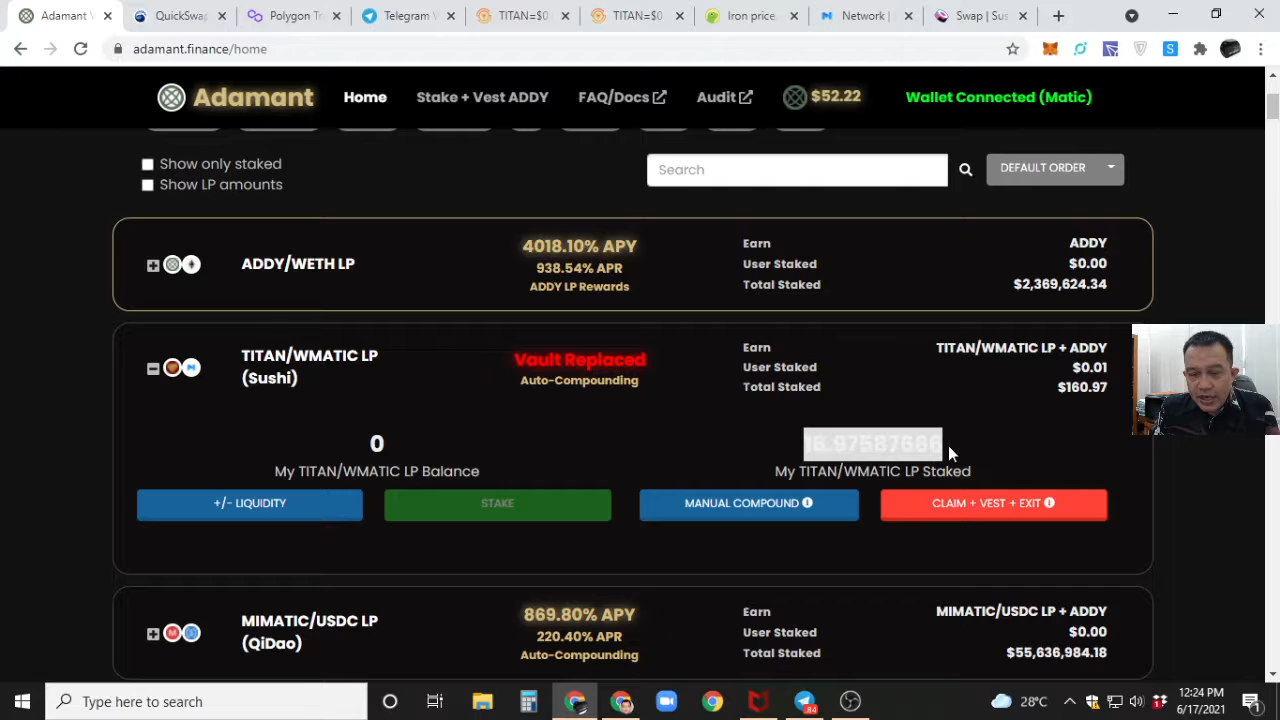 Adamant V
QuickSwap
Polygon Tr
Telegram W
TITAN=$0
TITAN=$0
Iron price
Network |
Swap | Sus
adamant.finance/home
Adamant
Home
Stake + Vest ADDY
FAQ/Docs
Audit
$52.22
Wallet Connected (Matic)
Show only staked
Show LP amounts
Search
DEFAULT ORDER
ADDY/WETH LP
4018.10% APY
938.54% APR
ADDY LP Rewards
Earn ADDY
User Staked $0.00
Total Staked $2,369,624.34
TITAN/WMATIC LP
(Sushi)
Vault Replaced
Auto-Compounding
Earn TITAN/WMATIC LP + ADDY
User Staked $0.01
Total Staked $160.97
0
My TITAN/WMATIC LP Balance
My TITAN/WMATIC LP Staked
+/- LIQUIDITY
STAKE
MANUAL COMPOUND
CLAIM + VEST + EXIT
MIMATIC/USDC LP
(QiDao)
869.80% APY
220.40% APR
Auto-Compounding
Earn MIMATIC/USDC LP + ADDY
User Staked $0.00
Total Staked $55,636,984.18
Type here to search
84
28°C
12:24 PM
6/17/2021